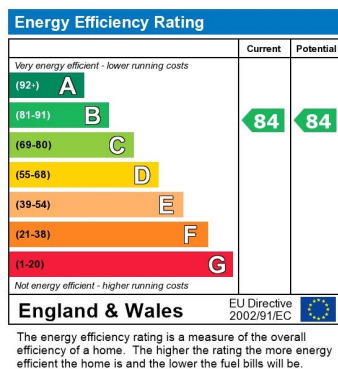 Energy Efficiency Rating
Current Potential
Very energy efficient - lower running costs
(92+) A
(81-91) B 84 84
(69-80) C
(55-68) D
(39-54) E
(21-38) F
(1-20) G
Not energy efficient - higher running costs
England & Wales EU Directive
2002/91/EC
The energy efficiency rating is a measure of the overall
efficiency of a home. The higher the rating the more energy
efficient the home is and the lower the fuel bills will be.